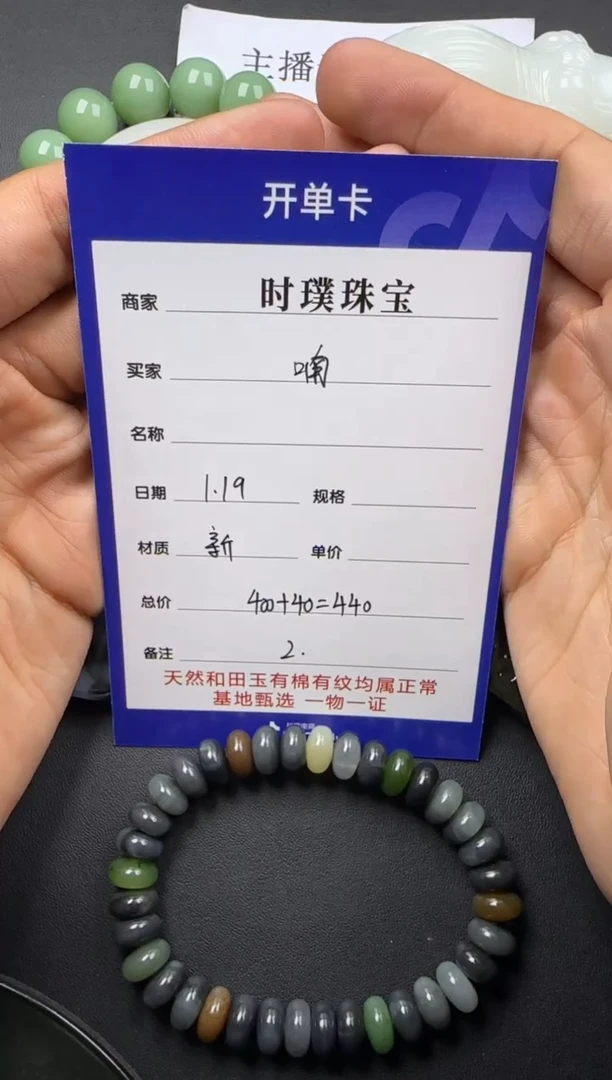 主播
开单卡
商家 时璞珠宝
买家 喃
名称
日期 1.19 规格
材质 新 单价
总价 400+40=440
备注 2.
天然和田玉有棉有纹均属正常
基地甄选 一物一证